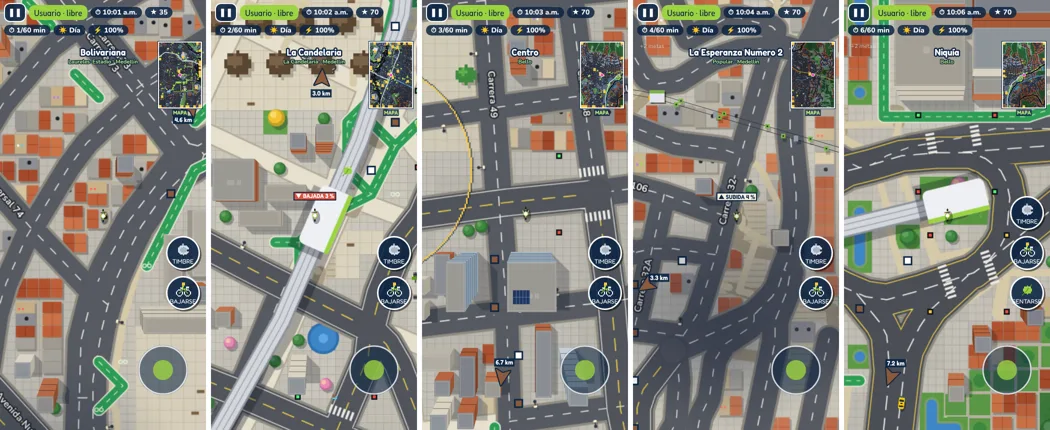 Usuario · libre
10:01 a.m.
★ 35
1/60 min
Día
100%
Bolivariana
Laureles-Estadio · Medellín
MAPA
4.6 km
TIMBRE
BAJARSE
Usuario · libre
10:02 a.m.
★ 70
2/60 min
Día
100%
La Candelaria
La Candelaria · Medellín
3.0 km
MAPA
▼ BAJADA 3 %
TIMBRE
BAJARSE
Usuario · libre
10:03 a.m.
★ 70
3/60 min
Día
100%
Centro
Bello
Carrera 49
MAPA
TIMBRE
BAJARSE
6.7 km
Usuario · libre
10:04 a.m.
★ 70
4/60 min
Día
100%
La Esperanza Numero 2
Popular · Medellín
MAPA
106
▲ SUBIDA 4 %
TIMBRE
3.3 km
BAJARSE
Usuario · libre
10:06 a.m.
★ 70
6/60 min
Día
100%
Niquía
Bello
MAPA
TIMBRE
BAJARSE
SENTARSE
7.2 km